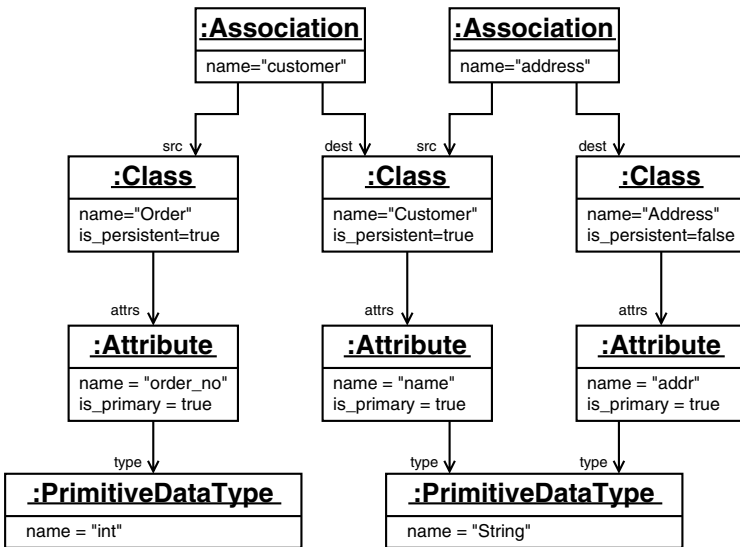 :Association
:Association
name="customer"
name="address"
src
dest
src
dest
:Class
:Class
:Class
name="Order"
is_persistent=true
name="Customer"
is_persistent=true
name="Address"
is_persistent=false
attrs
attrs
attrs
:Attribute
:Attribute
:Attribute
name = "order_no"
is_primary = true
name = "name"
is_primary = true
name = "addr"
is_primary = true
type
type
type
:PrimitiveDataType
:PrimitiveDataType
name = "int"
name = "String"